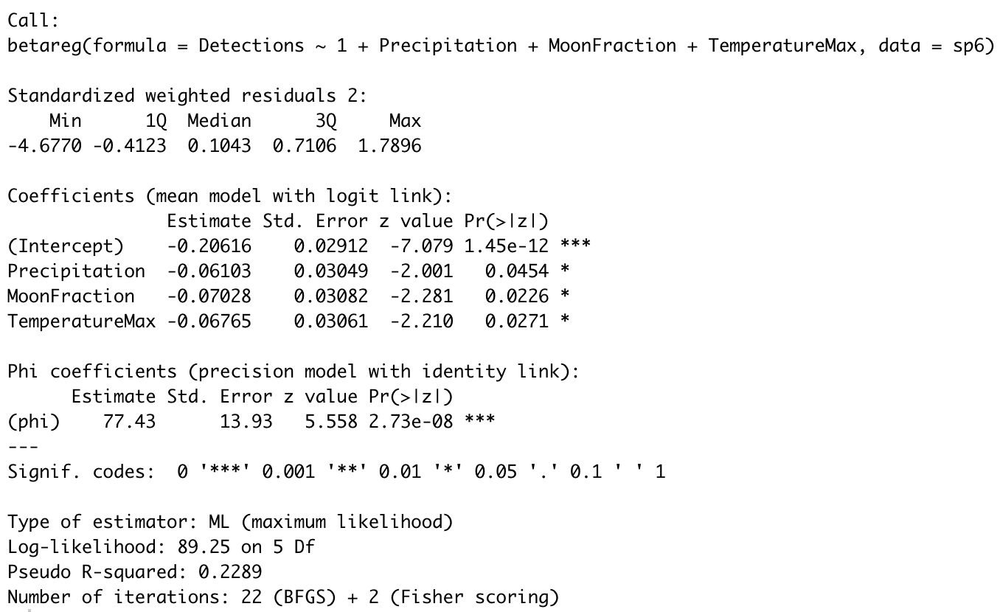 Call:
betareg(formula = Detections ~ 1 + Precipitation + MoonFraction + TemperatureMax, data = sp6)

Standardized weighted residuals 2:
    Min      1Q  Median      3Q     Max
-4.6770 -0.4123  0.1043  0.7106  1.7896

Coefficients (mean model with logit link):
               Estimate Std. Error z value Pr(>|z|)
(Intercept)    -0.20616    0.02912  -7.079 1.45e-12 ***
Precipitation  -0.06103    0.03049  -2.001   0.0454 *
MoonFraction   -0.07028    0.03082  -2.281   0.0226 *
TemperatureMax -0.06765    0.03061  -2.210   0.0271 *

Phi coefficients (precision model with identity link):
      Estimate Std. Error z value Pr(>|z|)
(phi)    77.43      13.93   5.558 2.73e-08 ***
---
Signif. codes:  0 '***' 0.001 '**' 0.01 '*' 0.05 '.' 0.1 ' ' 1

Type of estimator: ML (maximum likelihood)
Log-likelihood: 89.25 on 5 Df
Pseudo R-squared: 0.2289
Number of iterations: 22 (BFGS) + 2 (Fisher scoring)